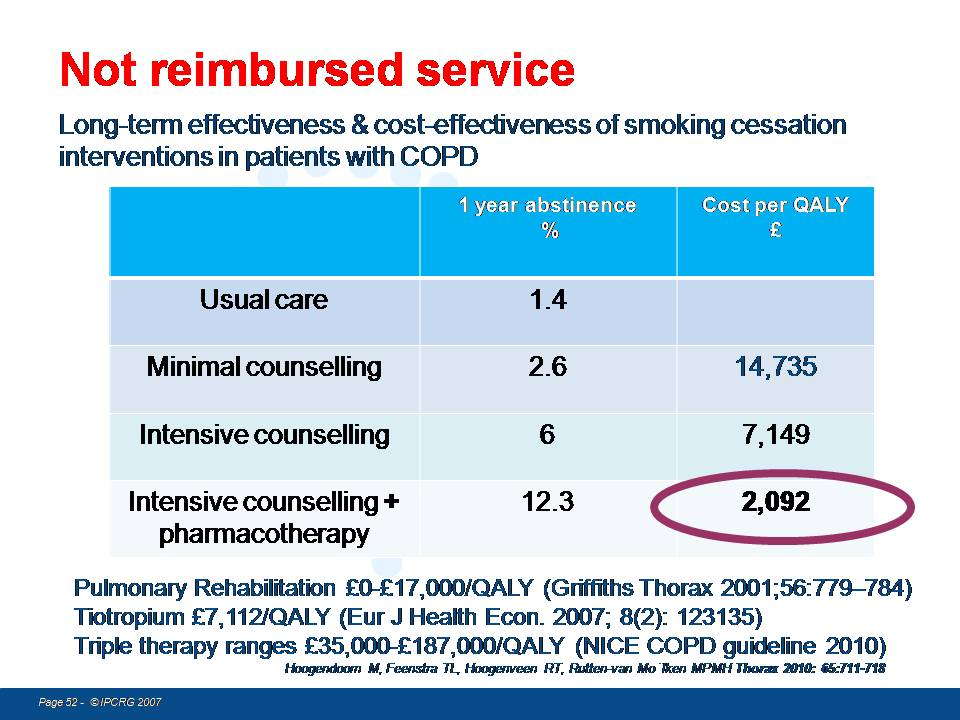 Not reimbursed service
Long-term effectiveness & cost-effectiveness of smoking cessation
interventions in patients with COPD
1 year abstinence
%
Cost per QALY
£
Usual care 1.4
Minimal counselling 2.6 14,735
Intensive counselling 6 7,149
Intensive counselling + 12.3 2,092
pharmacotherapy
Pulmonary Rehabilitation £0-£17,000/QALY (Griffiths Thorax 2001;56:779–784)
Tiotropium £7,112/QALY (Eur J Health Econ. 2007; 8(2): 123135)
Triple therapy ranges £35,000-£187,000/QALY (NICE COPD guideline 2010)
Hoogendoorn M, Feenstra TL, Hoogenveen RT, Rutten-van Mo Tken MPMH Thorax 2010: 65:711-718
Page 52 - © IPCRG 2007